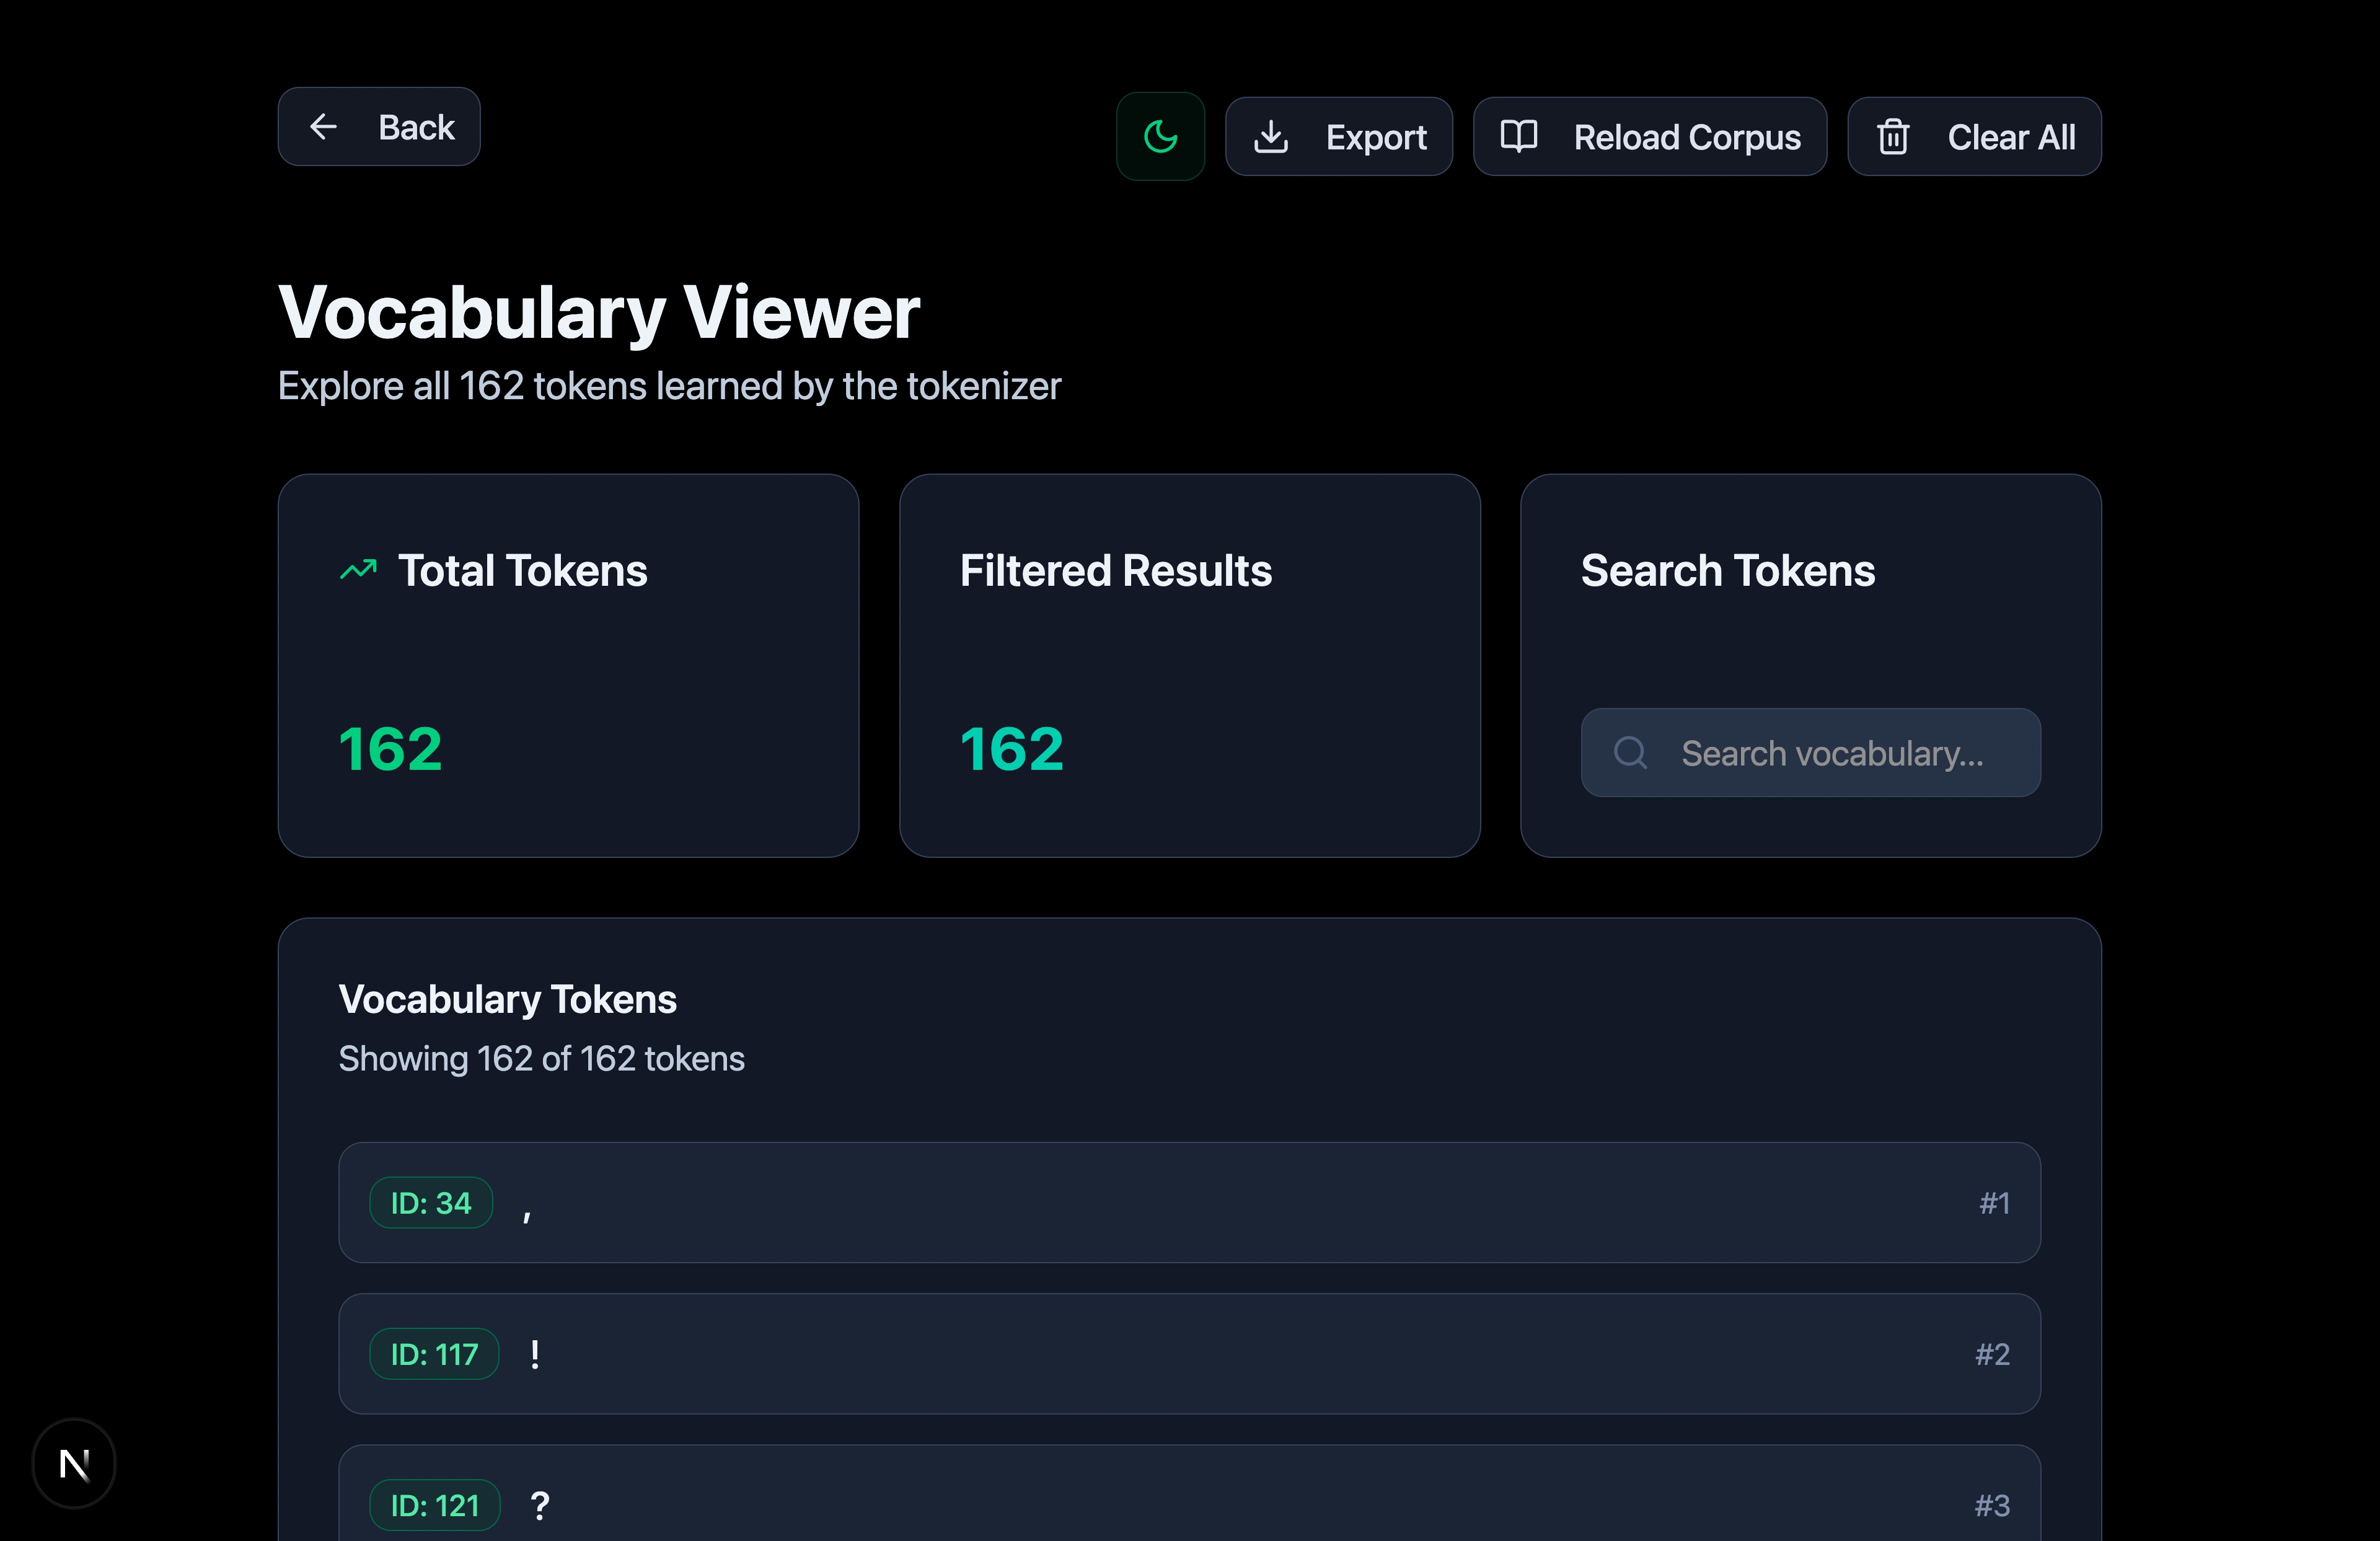 Back
Export
Reload Corpus
Clear All
Vocabulary Viewer
Explore all 162 tokens learned by the tokenizer
Total Tokens
162
Filtered Results
162
Search Tokens
Search vocabulary...
Vocabulary Tokens
Showing 162 of 162 tokens
ID: 34 , #1
ID: 117 ! #2
ID: 121 ? #3
N